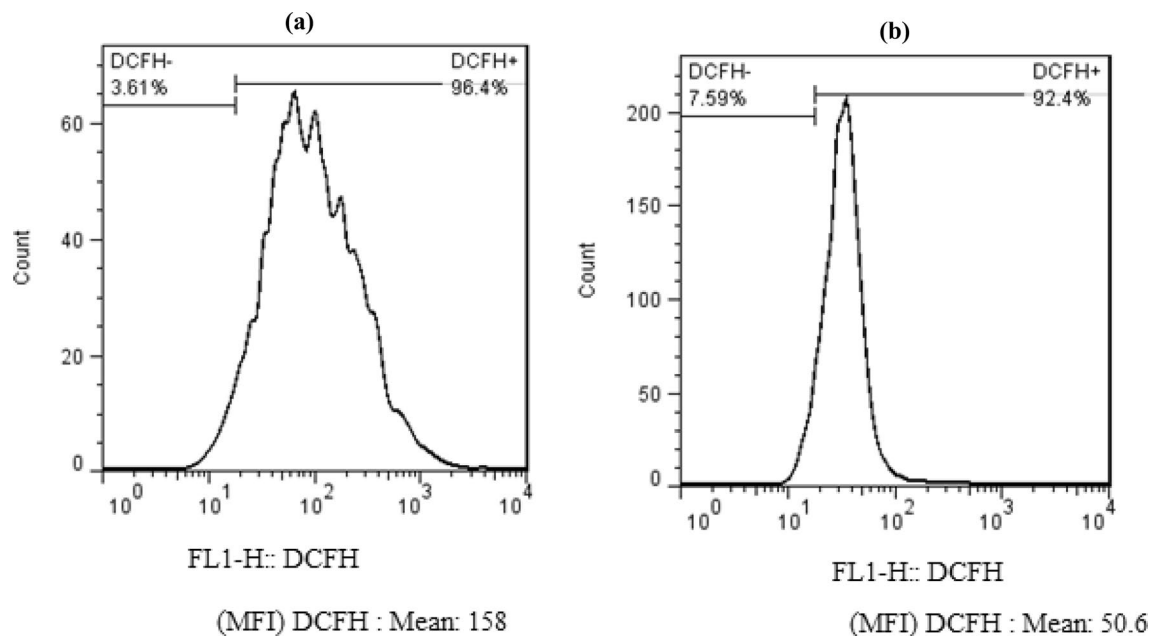 (a)
DCFH-
3.61%
DCFH+
96.4%
60
40
20
0
Count
10^0 10^1 10^2 10^3 10^4
FL1-H:: DCFH
(MFI) DCFH : Mean: 158
(b)
DCFH-
7.59%
DCFH+
92.4%
200
150
100
50
0
Count
10^0 10^1 10^2 10^3 10^4
FL1-H:: DCFH
(MFI) DCFH : Mean: 50.6